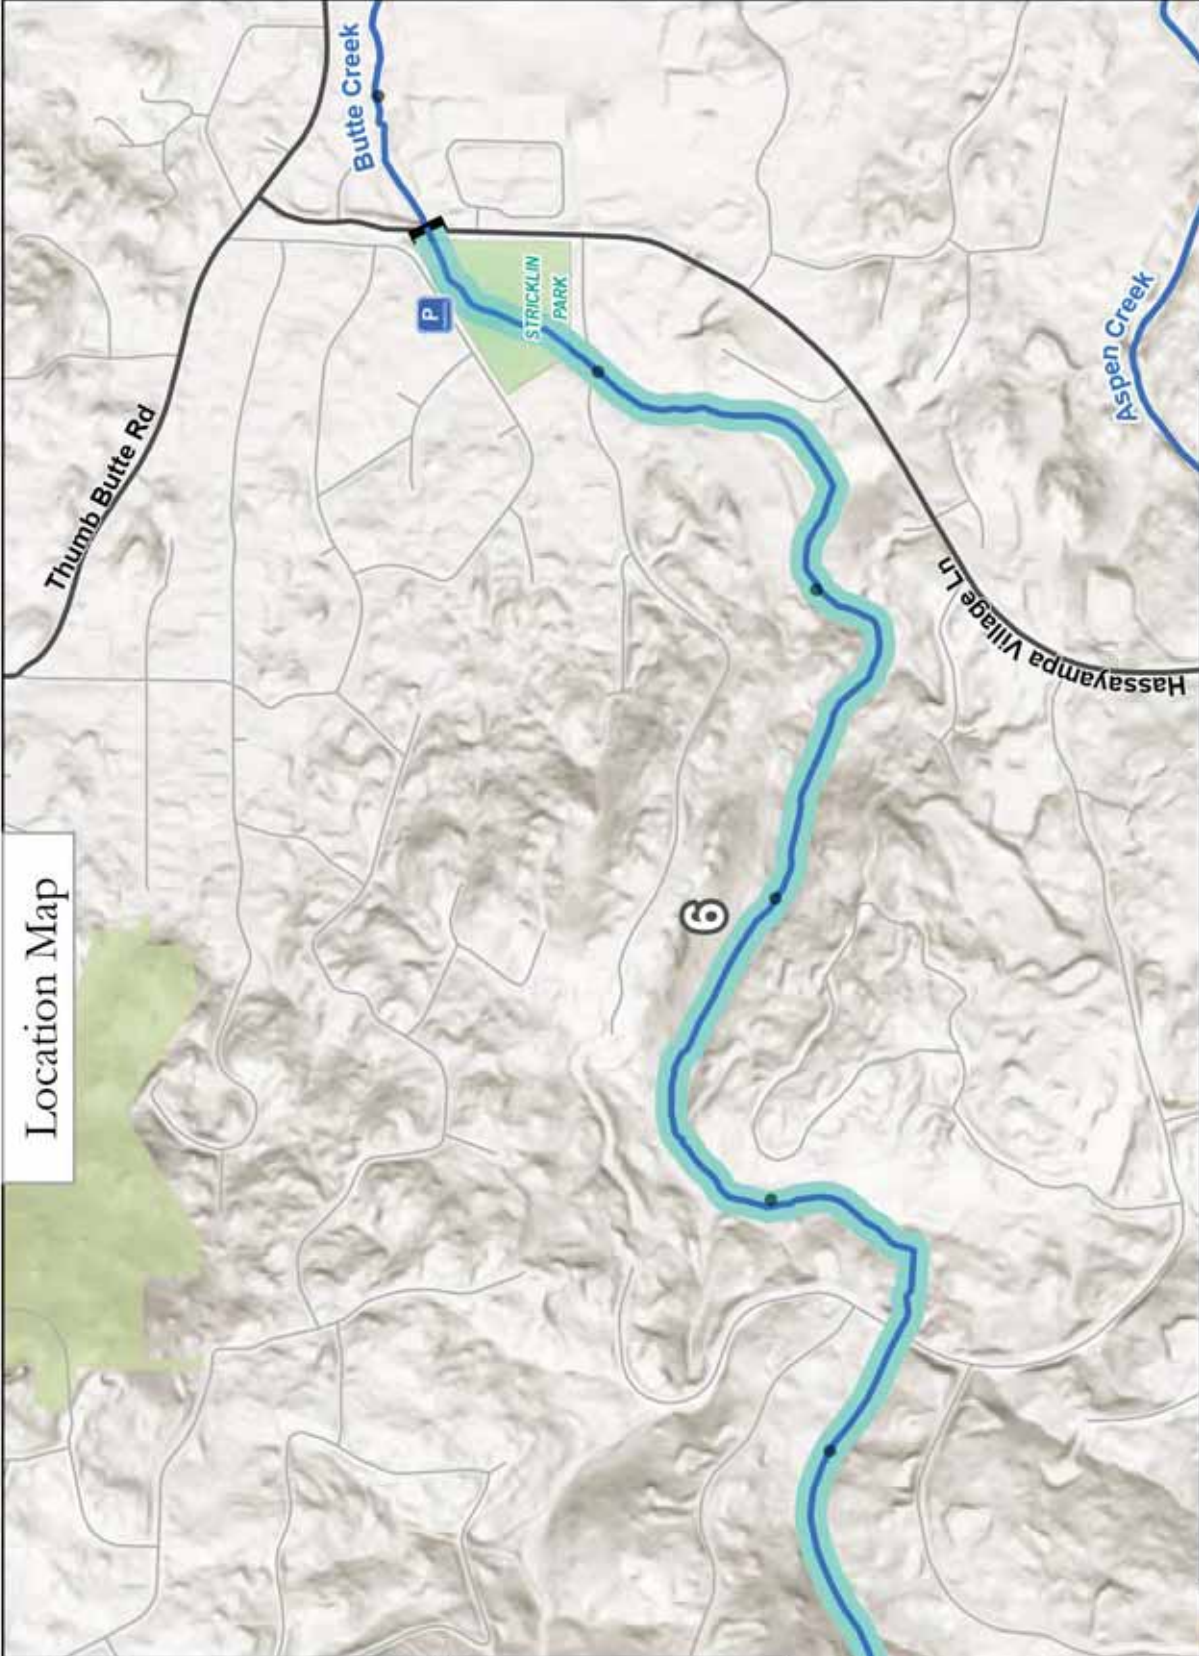 Location Map
Thumb Butte Rd
Butte Creek
P
STRICKLIN
PARK
6
Hassayampa Village Ln
Aspen Creek